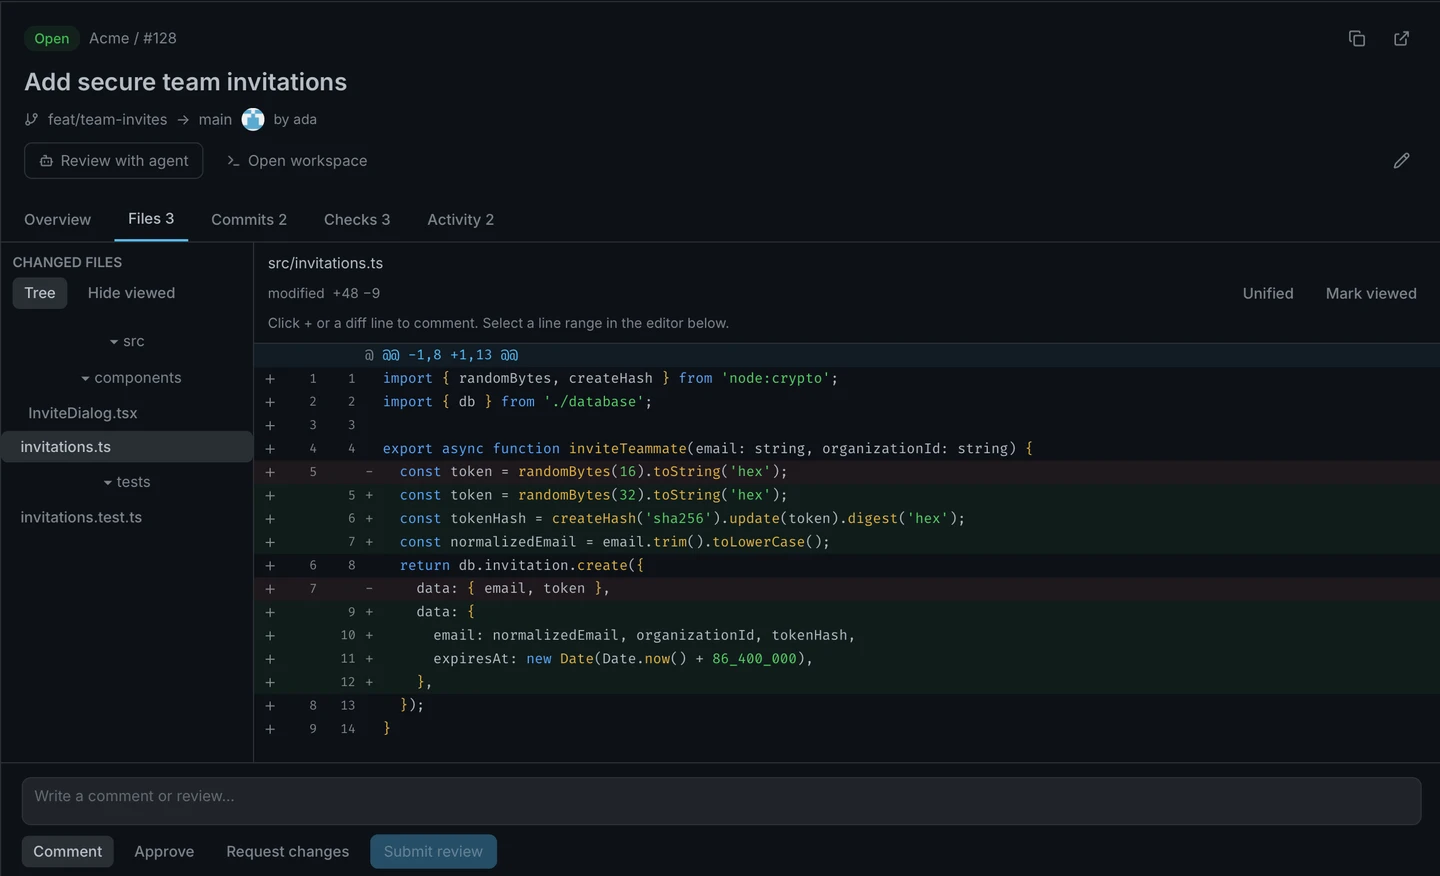 Open Acme / #128
Add secure team invitations
feat/team-invites → main by ada
Review with agent >_ Open workspace
Overview Files 3 Commits 2 Checks 3 Activity 2
CHANGED FILES
Tree Hide viewed
src
components
InviteDialog.tsx
invitations.ts
tests
invitations.test.ts
src/invitations.ts
modified +48 −9
Unified Mark viewed
Click + or a diff line to comment. Select a line range in the editor below.
@ @@ -1,8 +1,13 @@
+ 1 1 import { randomBytes, createHash } from 'node:crypto';
+ 2 2 import { db } from './database';
+ 3 3
+ 4 4 export async function inviteTeammate(email: string, organizationId: string) {
+ 5 - const token = randomBytes(16).toString('hex');
+ 5 + const token = randomBytes(32).toString('hex');
+ 6 + const tokenHash = createHash('sha256').update(token).digest('hex');
+ 7 + const normalizedEmail = email.trim().toLowerCase();
+ 6 8 return db.invitation.create({
+ 7 - data: { email, token },
+ 9 + data: {
+ 10 + email: normalizedEmail, organizationId, tokenHash,
+ 11 + expiresAt: new Date(Date.now() + 86_400_000),
+ 12 + },
+ 8 13 });
+ 9 14 }
Write a comment or review...
Comment Approve Request changes Submit review